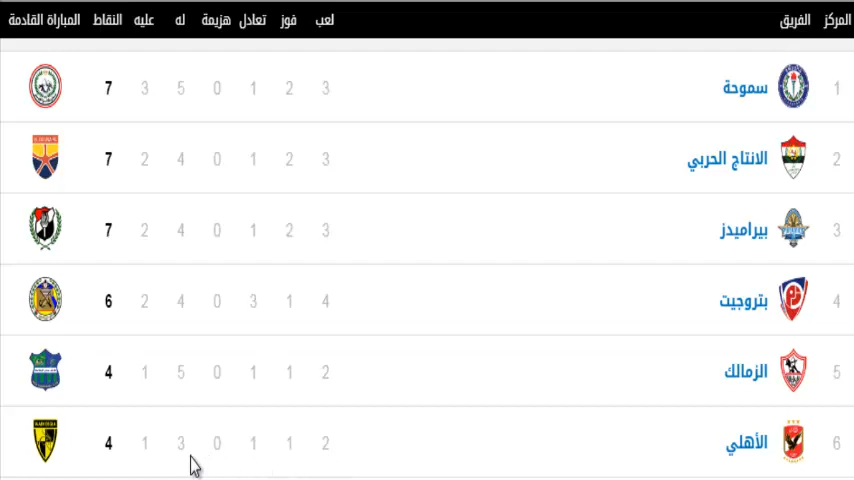 المركز الفريق لعب فوز تعادل هزيمة له عليه النقاط المباراة القادمة
1 سموحة 3 2 1 0 5 3 7
2 الانتاج الحربي 3 2 1 0 4 2 7
3 بيراميدز 3 2 1 0 4 2 7
4 بتروجيت 4 1 3 0 4 2 6
5 الزمالك 2 1 1 0 5 1 4
6 الأهلي 2 1 1 0 3 1 4